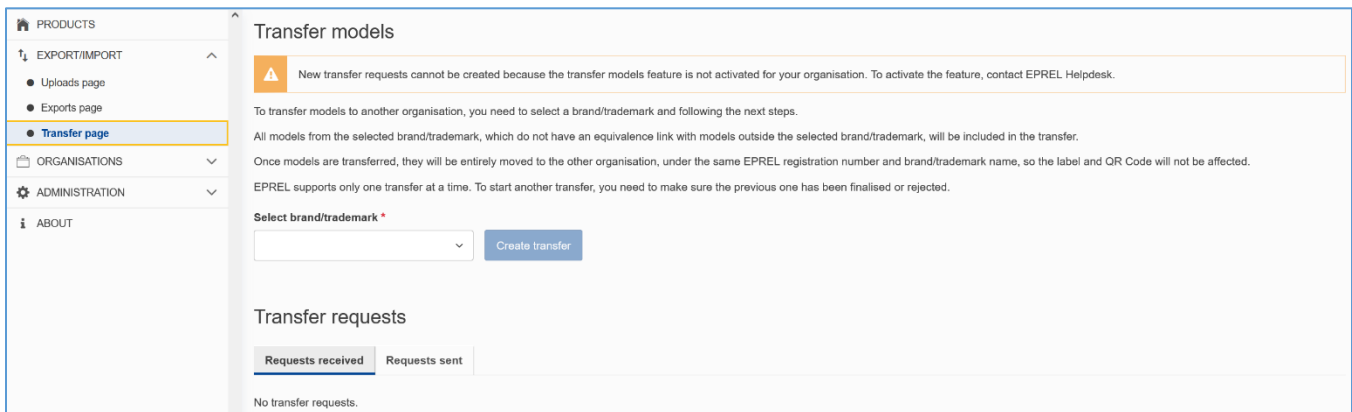 PRODUCTS
EXPORT/IMPORT
Uploads page
Exports page
Transfer page
ORGANISATIONS
ADMINISTRATION
ABOUT
Transfer models
New transfer requests cannot be created because the transfer models feature is not activated for your organisation. To activate the feature, contact EPREL Helpdesk.
To transfer models to another organisation, you need to select a brand/trademark and following the next steps.
All models from the selected brand/trademark, which do not have an equivalence link with models outside the selected brand/trademark, will be included in the transfer.
Once models are transferred, they will be entirely moved to the other organisation, under the same EPREL registration number and brand/trademark name, so the label and QR Code will not be affected.
EPREL supports only one transfer at a time. To start another transfer, you need to make sure the previous one has been finalised or rejected.
Select brand/trademark *
Create transfer
Transfer requests
Requests received Requests sent
No transfer requests.